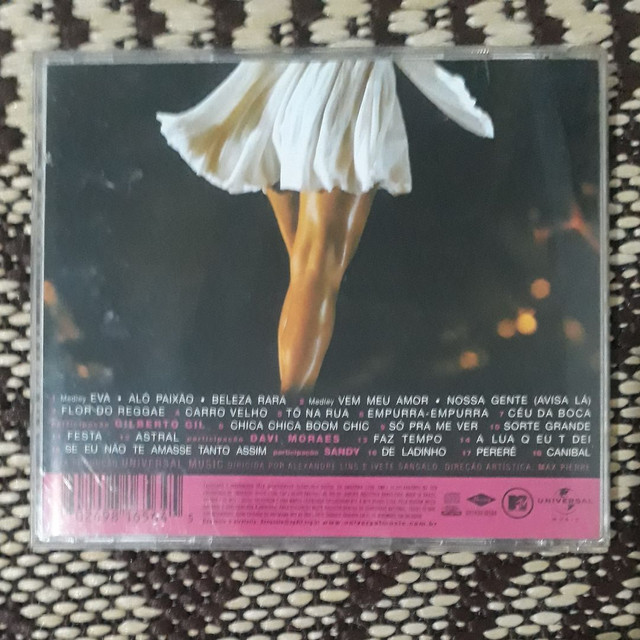 1 Medley EVA • ALÔ PAIXÃO • BELEZA RARA 2 Medley VEM MEU AMOR • NOSSA GENTE (AVISA LÁ)
3 FLOR DO REGGAE 4 CARRO VELHO 5 TÔ NA RUA 6 EMPURRA-EMPURRA 7 CÉU DA BOCA
participação GILBERTO GIL 8 CHICA CHICA BOOM CHIC 9 SÓ PRA ME VER 10 SORTE GRANDE
11 FESTA 12 ASTRAL participação DAVI MORAES 13 FAZ TEMPO 14 A LUA Q EU T DEI
SE EU NÃO TE AMASSE TANTO ASSIM participação SANDY 16 DE LADINHO 17 PERERÊ 18 CANIBAL
UNIVERSAL MUSIC DIRIGIDO POR ALEXANDRE LINS E IVETE SANGALO DIREÇÃO ARTÍSTICA MAX PIERRE
www.universalmusic.com.br
MTV
UNIVERSAL